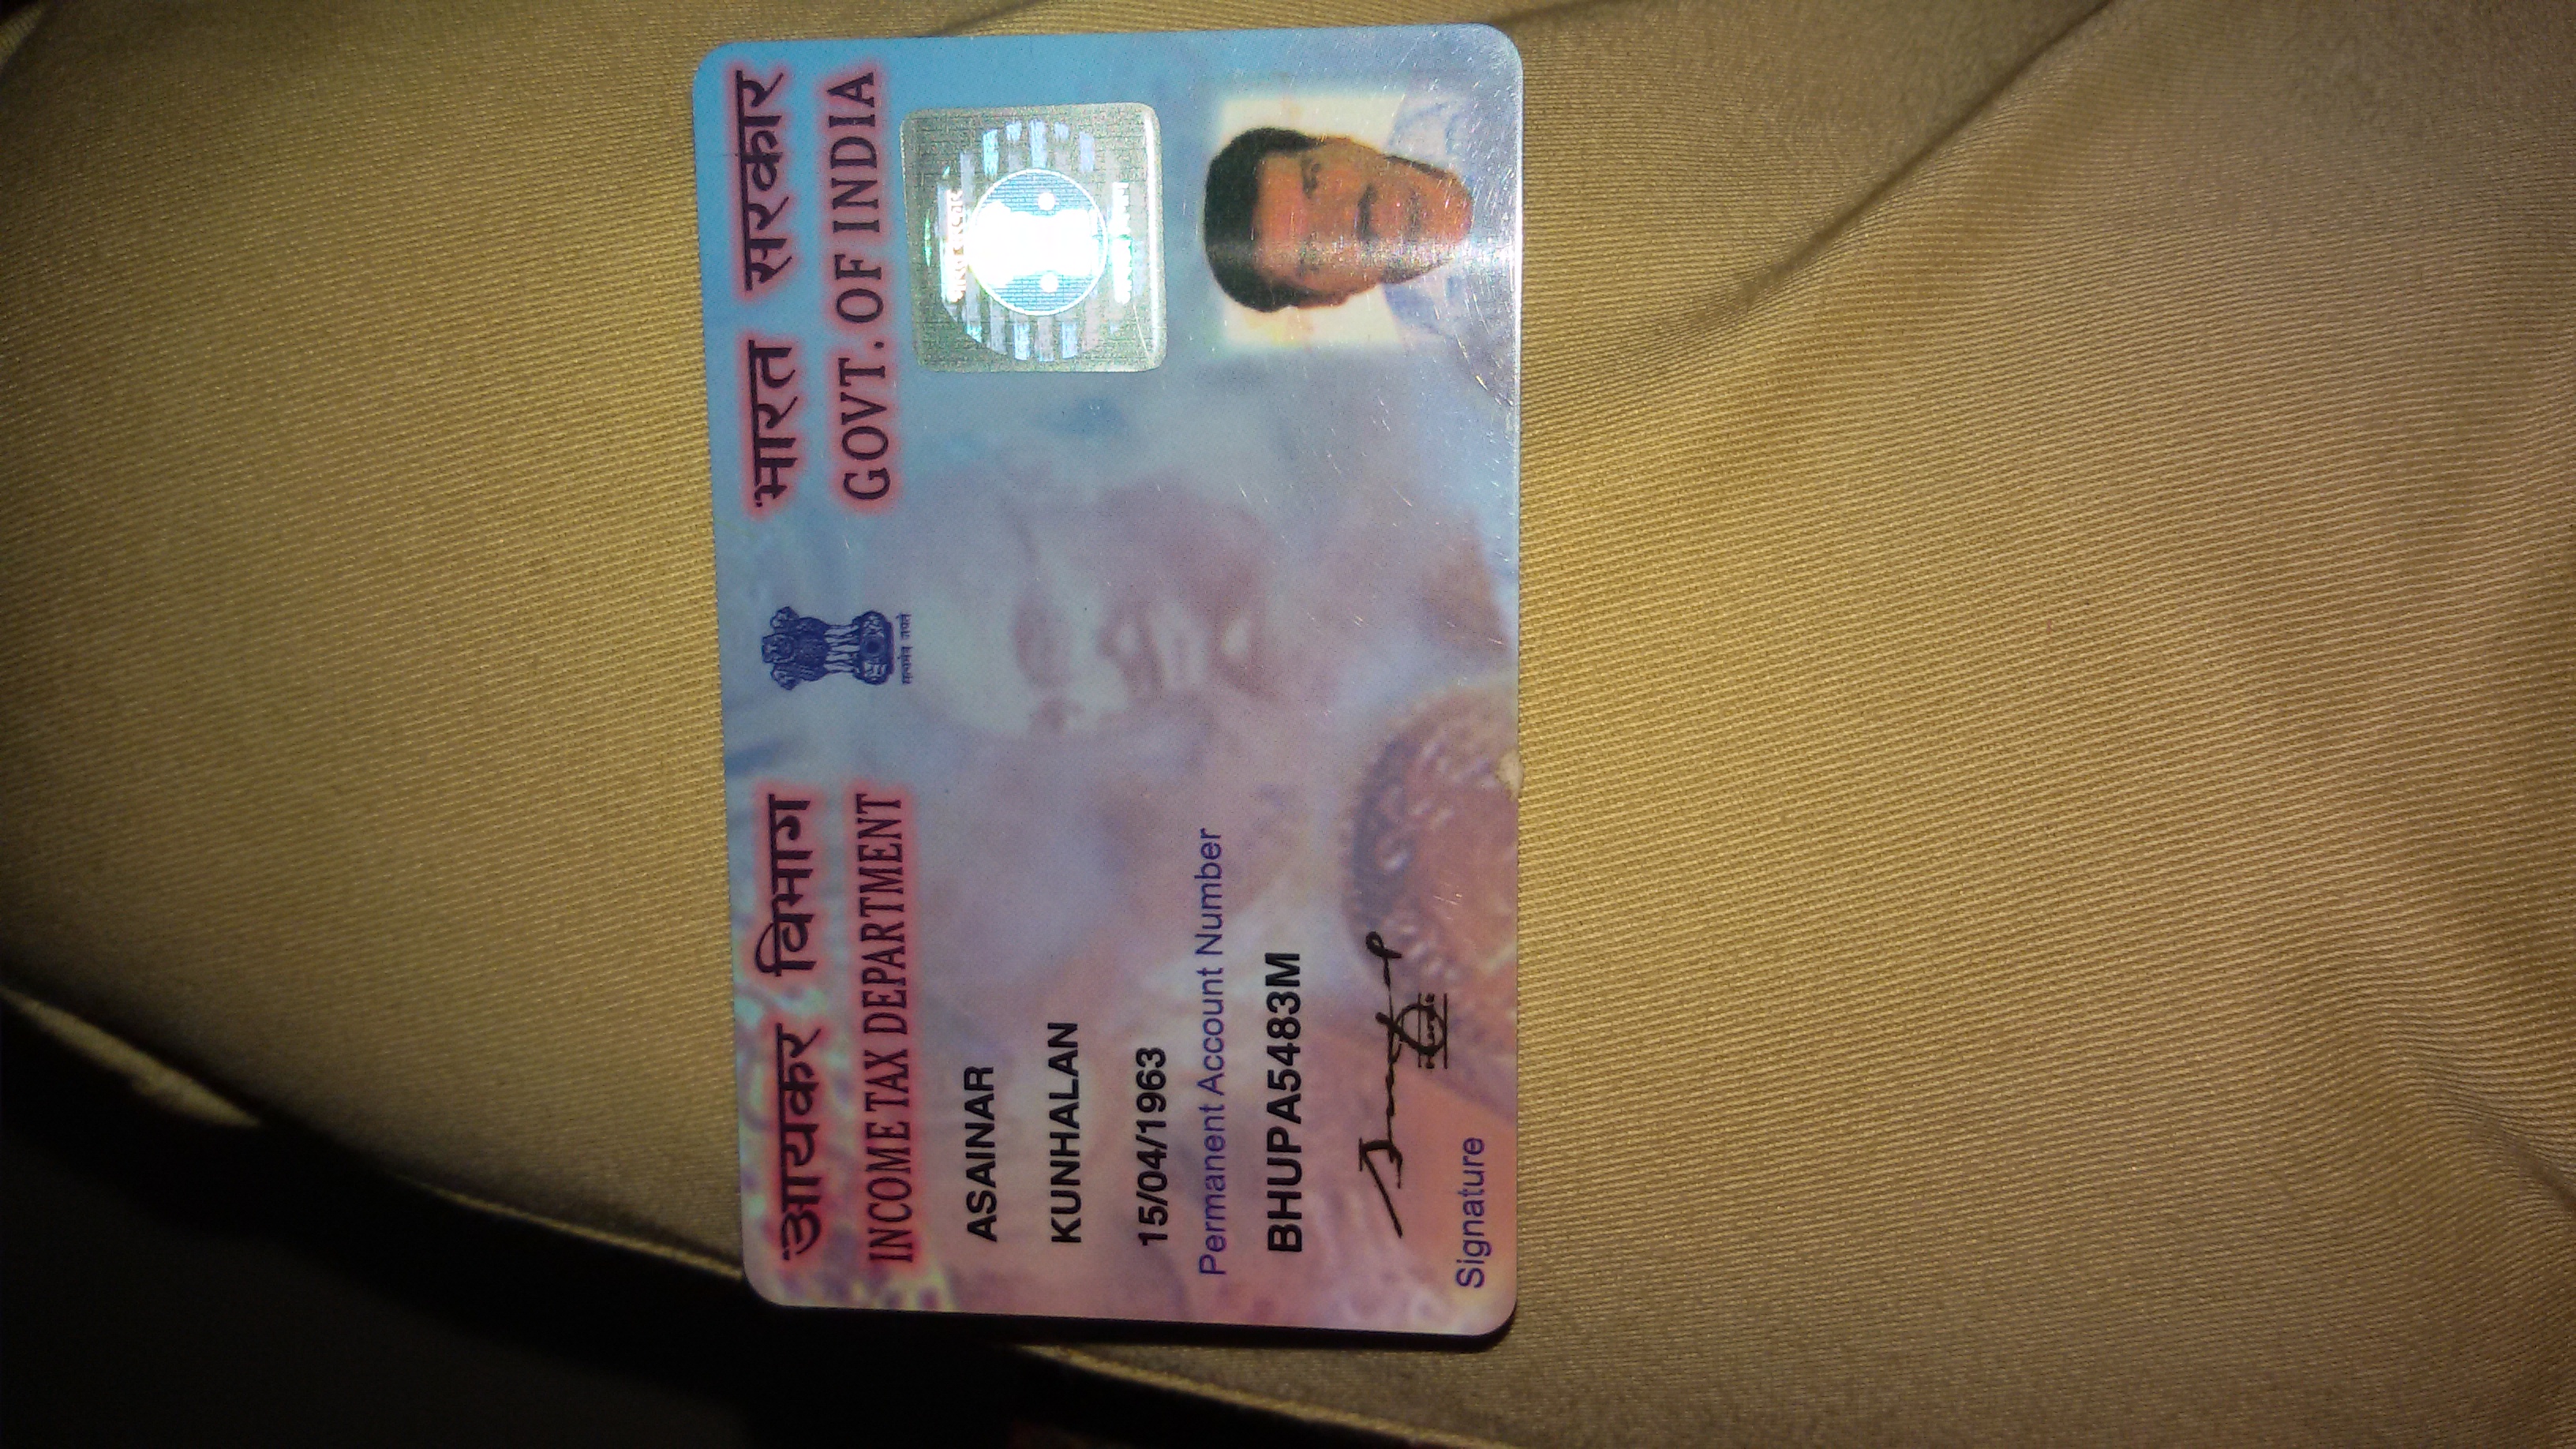 आयकर विभाग
INCOME TAX DEPARTMENT
सत्यमेव जयते
भारत सरकार
GOVT. OF INDIA
ASAINAR
KUNHALAN
15/04/1963
Permanent Account Number
BHUPA5483M
Signature